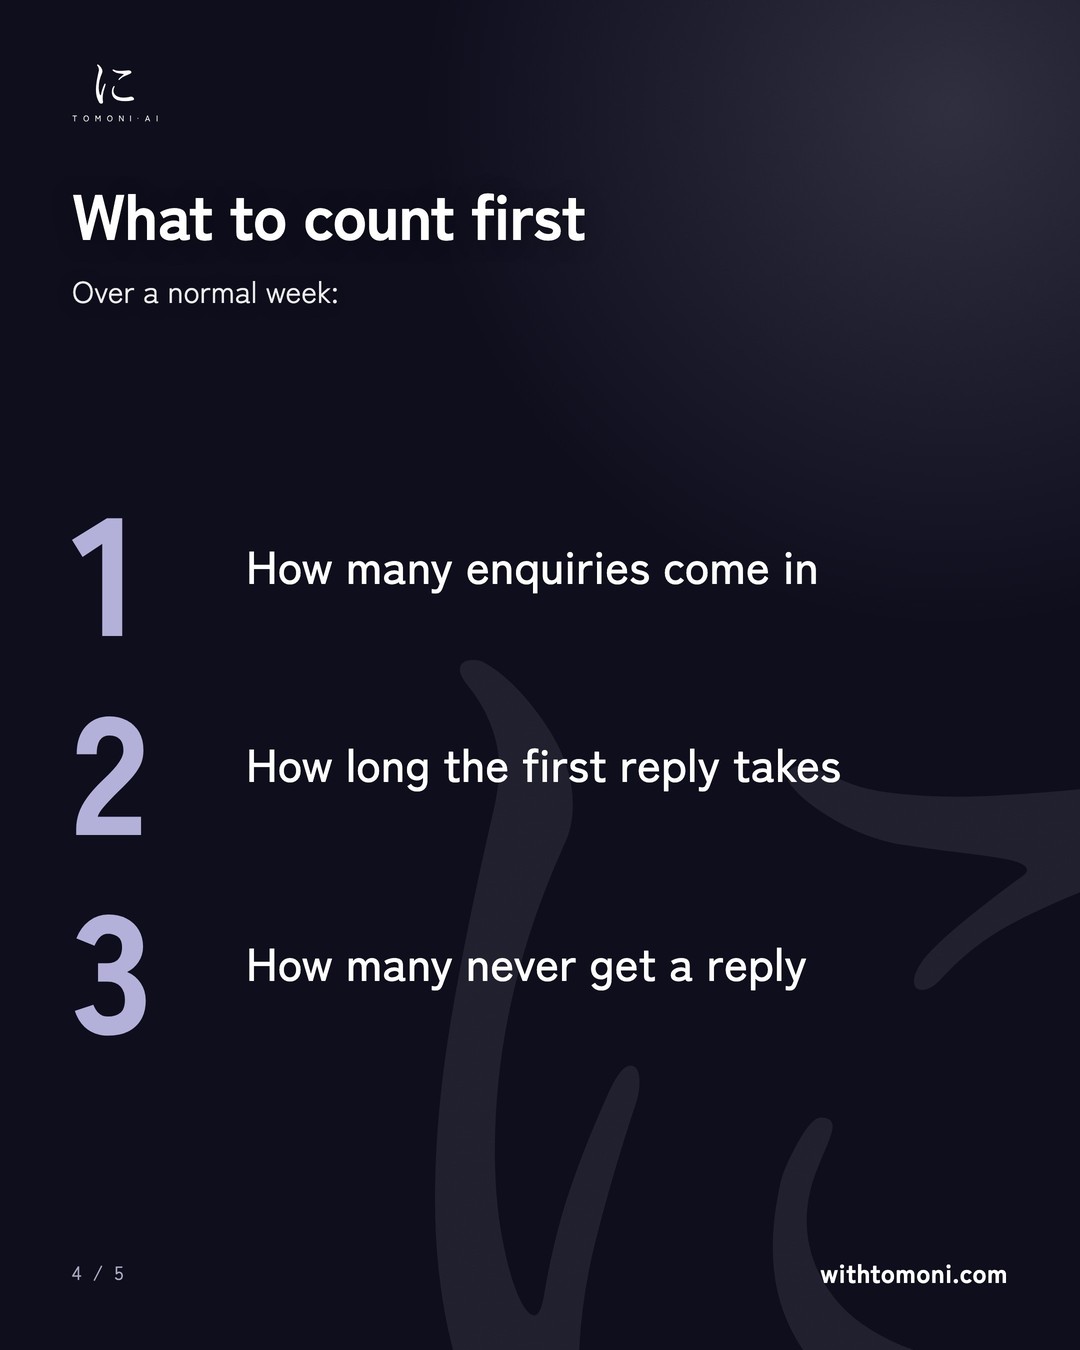 に
TOMONI·AI
What to count first
Over a normal week:
1
How many enquiries come in
2
How long the first reply takes
3
How many never get a reply
4 / 5
withtomoni.com